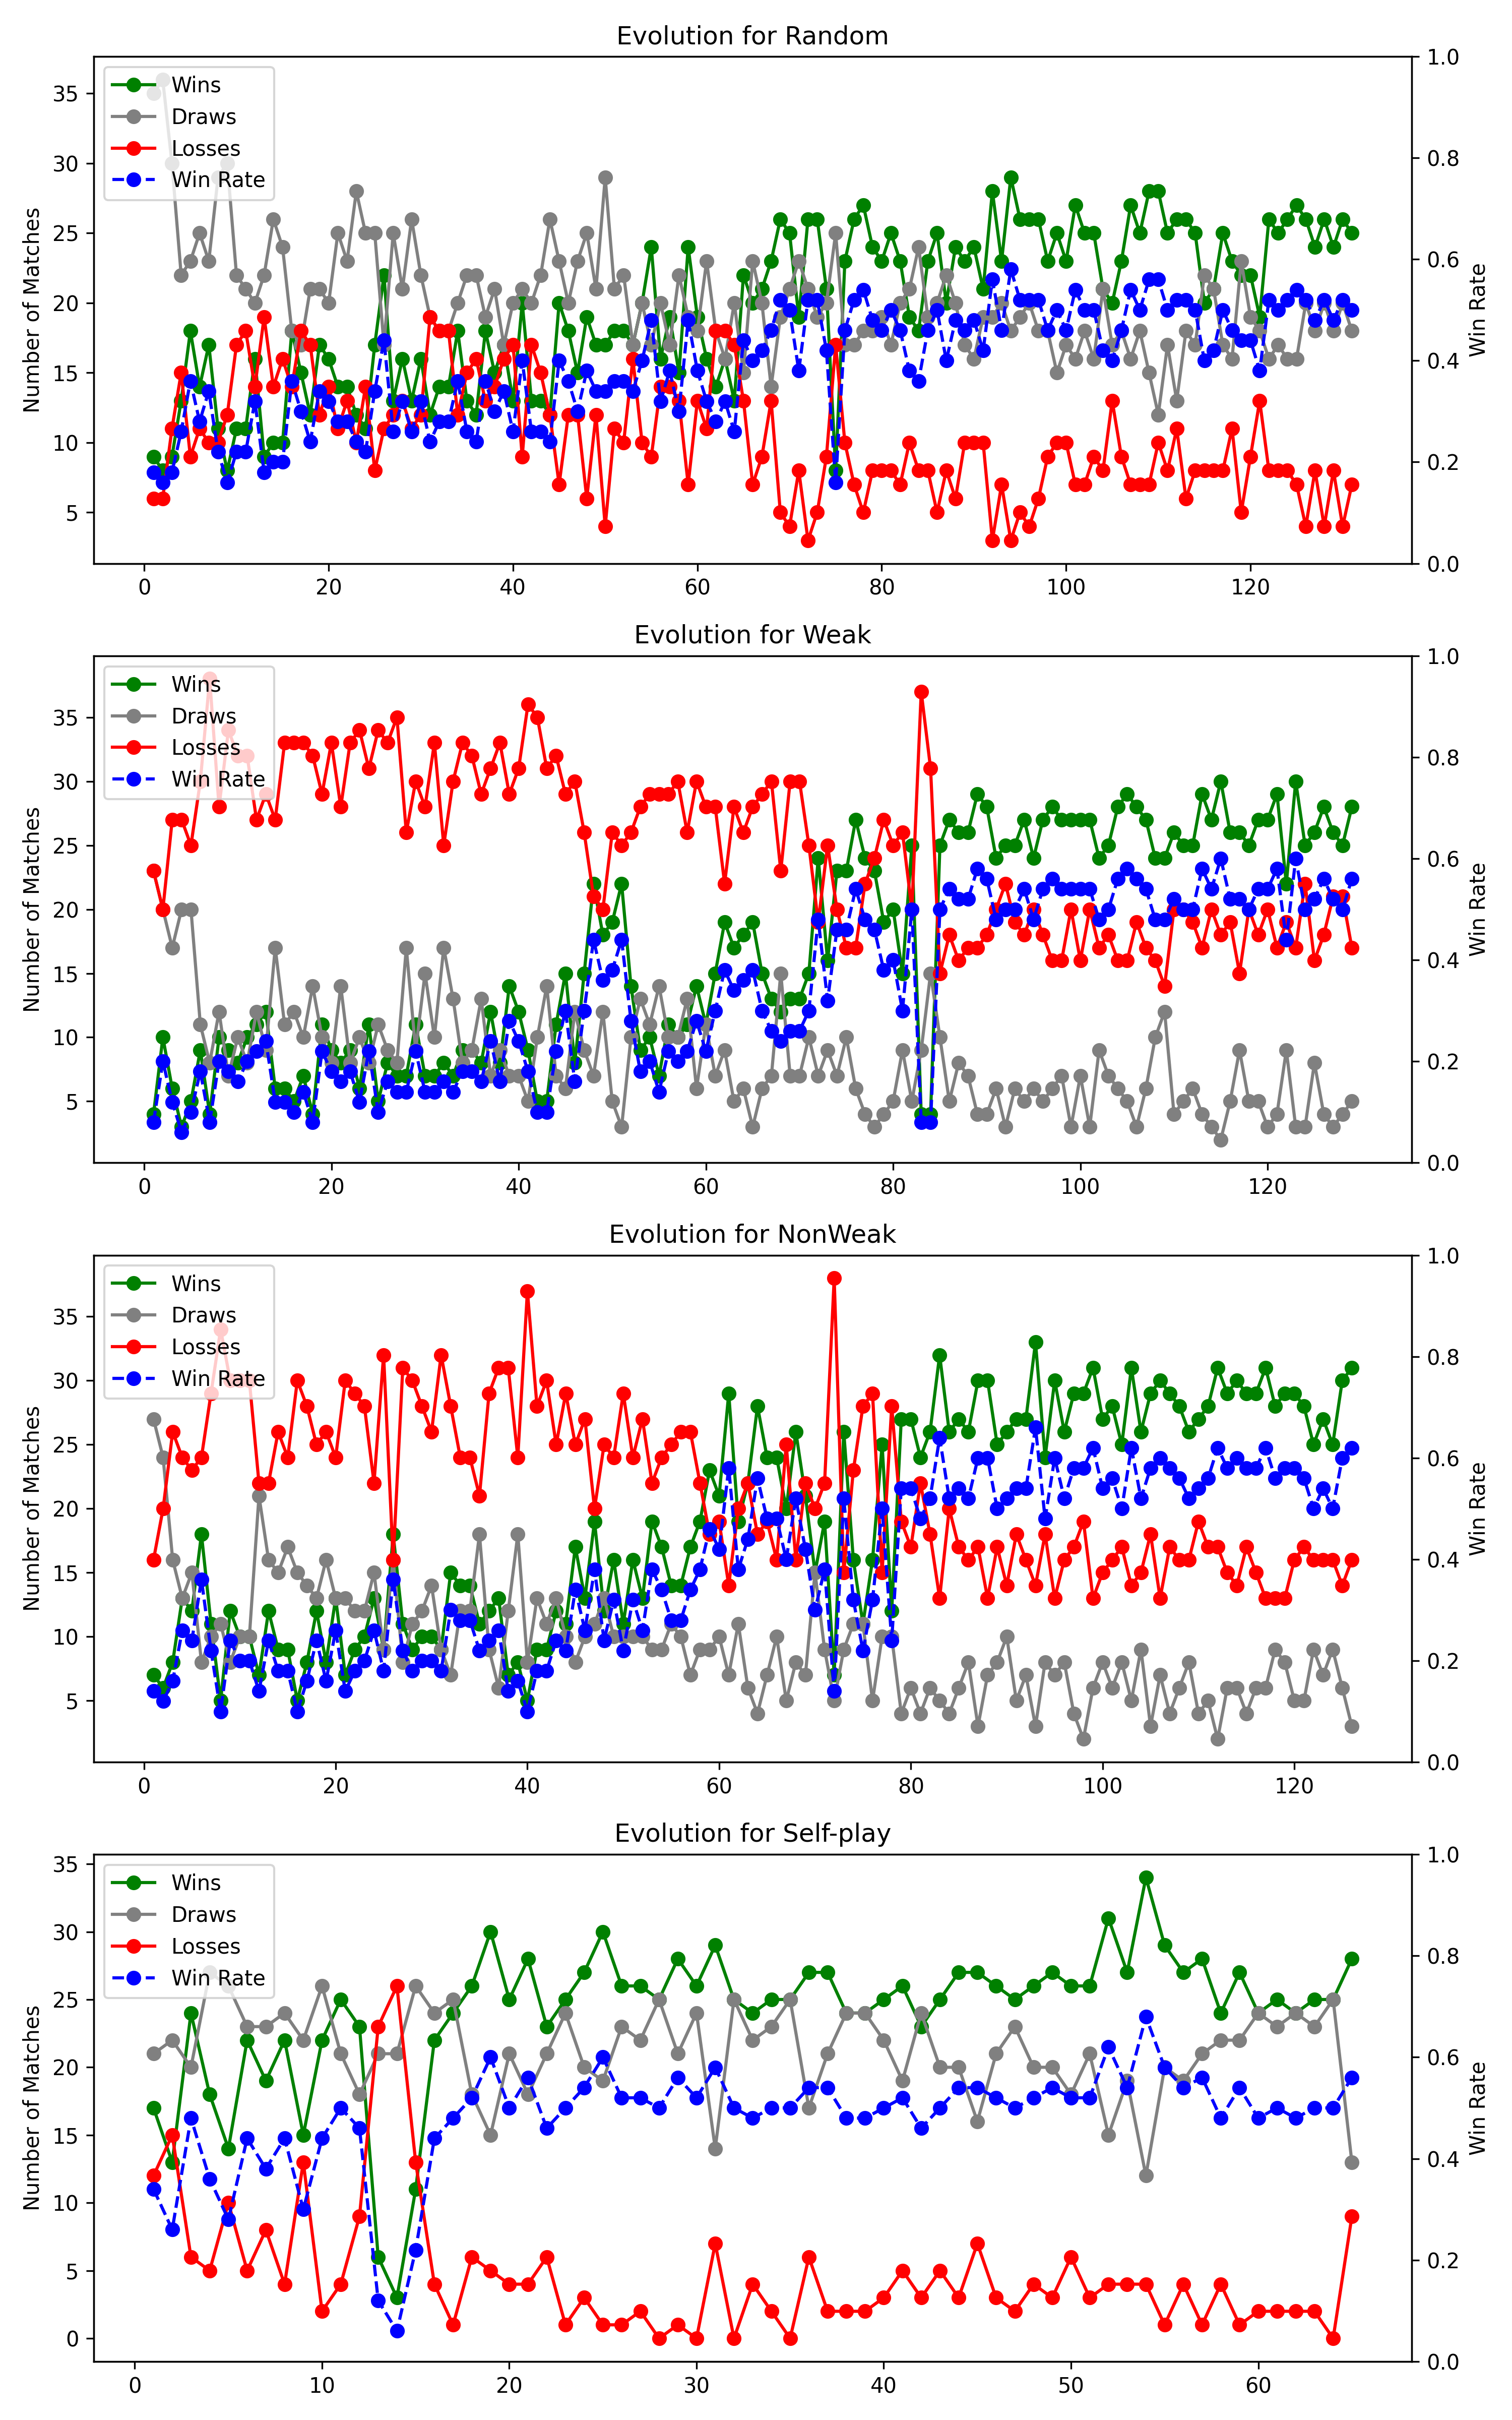 Evolution for Random
Wins
Draws
Losses
Win Rate
Number of Matches
35
30
25
20
15
10
5
1.0
0.8
0.6
0.4
0.2
0.0
Win Rate
0 20 40 60 80 100 120
Evolution for Weak
Wins
Draws
Losses
Win Rate
Number of Matches
35
30
25
20
15
10
5
1.0
0.8
0.6
0.4
0.2
0.0
Win Rate
0 20 40 60 80 100 120
Evolution for NonWeak
Wins
Draws
Losses
Win Rate
Number of Matches
35
30
25
20
15
10
5
1.0
0.8
0.6
0.4
0.2
0.0
Win Rate
0 20 40 60 80 100 120
Evolution for Self-play
Wins
Draws
Losses
Win Rate
Number of Matches
35
30
25
20
15
10
5
0
1.0
0.8
0.6
0.4
0.2
0.0
Win Rate
0 10 20 30 40 50 60